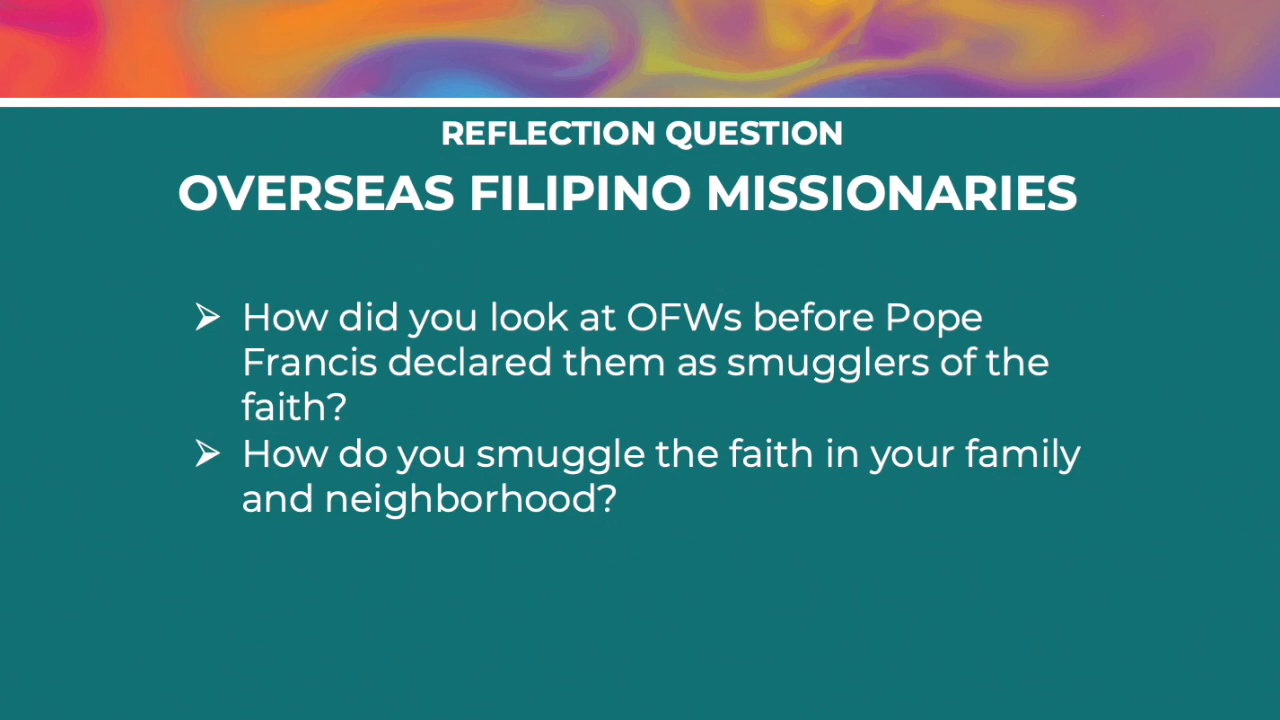 REFLECTION QUESTION
OVERSEAS FILIPINO MISSIONARIES
➢ How did you look at OFWs before Pope
Francis declared them as smugglers of the
faith?
➢ How do you smuggle the faith in your family
and neighborhood?